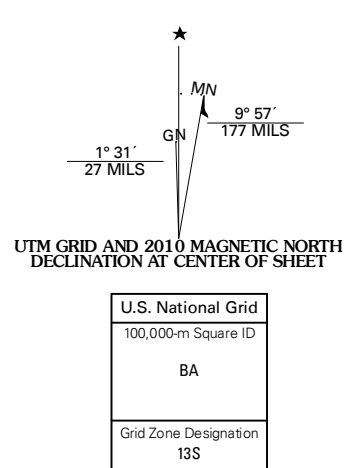 MN
9° 57´
177 MILS
GN
1° 31´
27 MILS
UTM GRID AND 2010 MAGNETIC NORTH
DECLINATION AT CENTER OF SHEET
U.S. National Grid
100,000-m Square ID
BA
Grid Zone Designation
13S